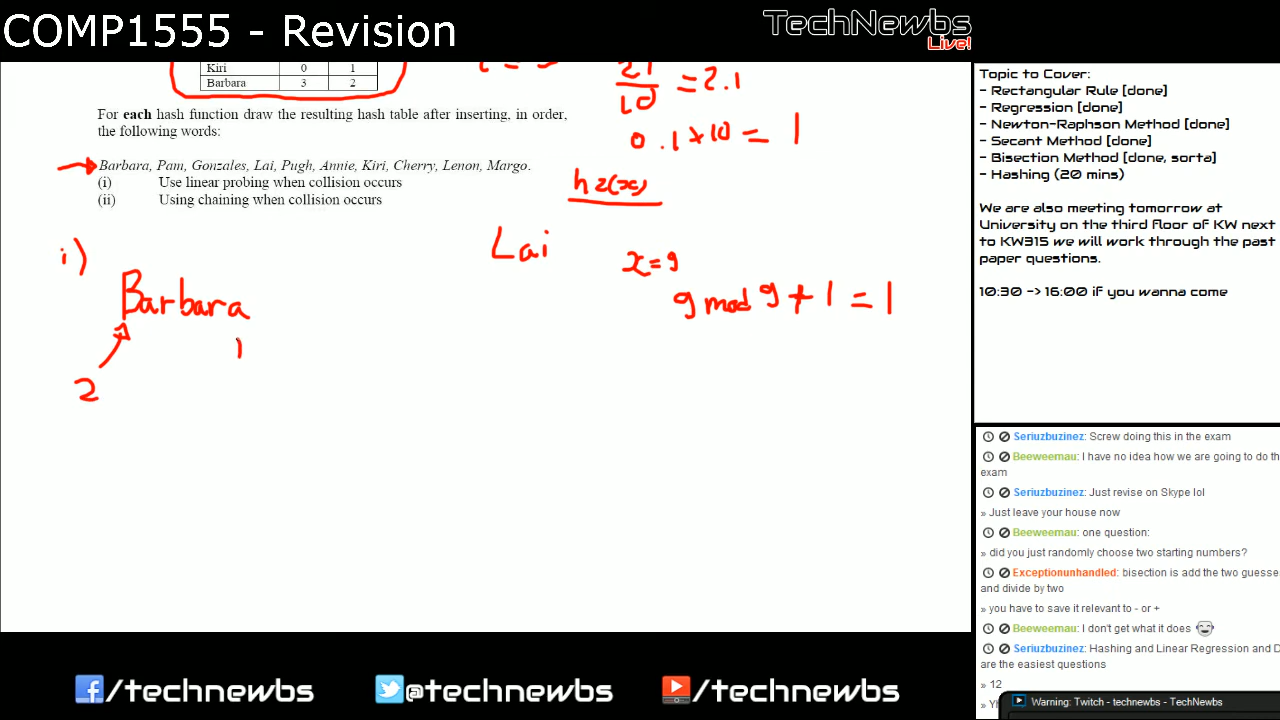 COMP1555 - Revision
TechNewbs
Live!
Kiri 0 1
Barbara 3 2
For each hash function draw the resulting hash table after inserting, in order,
the following words:
Barbara, Pam, Gonzales, Lai, Pugh, Annie, Kiri, Cherry, Lenon, Margo.
(i) Use linear probing when collision occurs
(ii) Using chaining when collision occurs
21
10
=2.1
0.1*10=1
h2(x)
i)
Barbara
2
1
Lai
x=9
9 mod 9+1=1
Topic to Cover:
- Rectangular Rule [done]
- Regression [done]
- Newton-Raphson Method [done]
- Secant Method [done]
- Bisection Method [done, sorta]
- Hashing (20 mins)
We are also meeting tomorrow at
University on the third floor of KW next
to KW315 we will work through the past
paper questions.
10:30 -> 16:00 if you wanna come
Seriuzbuzinez: Screw doing this in the exam
Beeweemau: I have no idea how we are going to do th
exam
Seriuzbuzinez: Just revise on Skype lol
» Just leave your house now
Beeweemau: one question:
» did you just randomly choose two starting numbers?
Exceptionunhandled: bisection is add the two guesse
and divide by two
» you have to save it relevant to - or +
Beeweemau: I don't get what it does
Seriuzbuzinez: Hashing and Linear Regression and D
are the easiest questions
» 12
Warning: Twitch - technewbs - TechNewbs
/technewbs
@technewbs
/technewbs